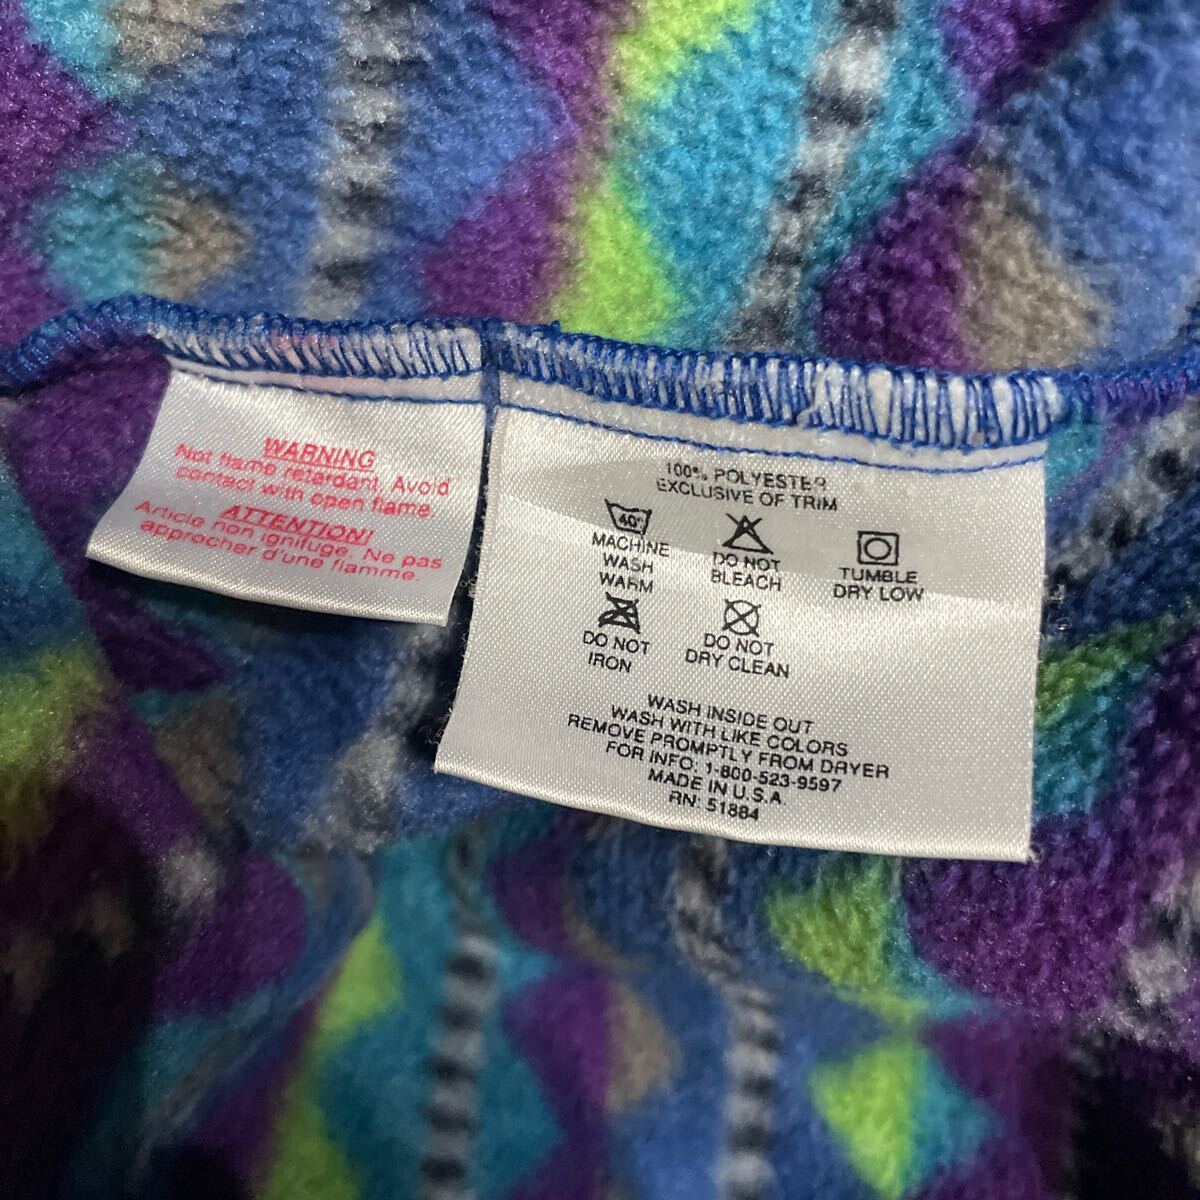 WARNING
Not flame retardant. Avoid
contact with open flame.
ATTENTION!
Article non ignifuge. Ne pas
approcher d'une flamme.
100% POLYESTER
EXCLUSIVE OF TRIM
40°
MACHINE
WASH
WARM
DO NOT
BLEACH
TUMBLE
DRY LOW
DO NOT
IRON
DO NOT
DRY CLEAN
WASH INSIDE OUT
WASH WITH LIKE COLORS
REMOVE PROMPTLY FROM DRYER
FOR INFO: 1-800-523-9597
MADE IN U.S.A.
RN: 51884